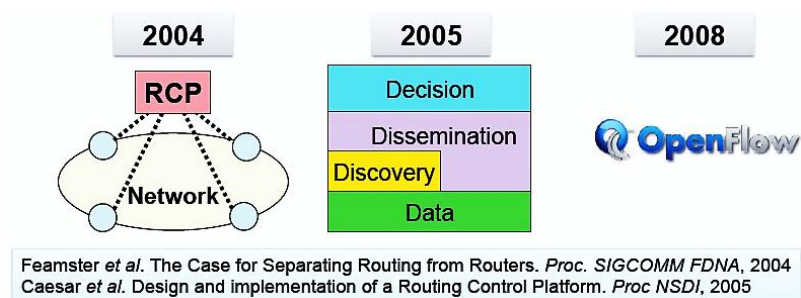 2004
2005
2008
RCP
Network
Decision
Dissemination
Discovery
Data
OpenFlow
Feamster et al. The Case for Separating Routing from Routers. Proc. SIGCOMM FDNA, 2004
Caesar et al. Design and implementation of a Routing Control Platform. Proc NSDI, 2005